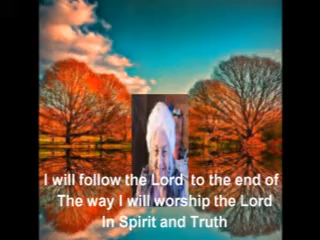 I will follow the Lord to the end of
The way I will worship the Lord
In Spirit and Truth